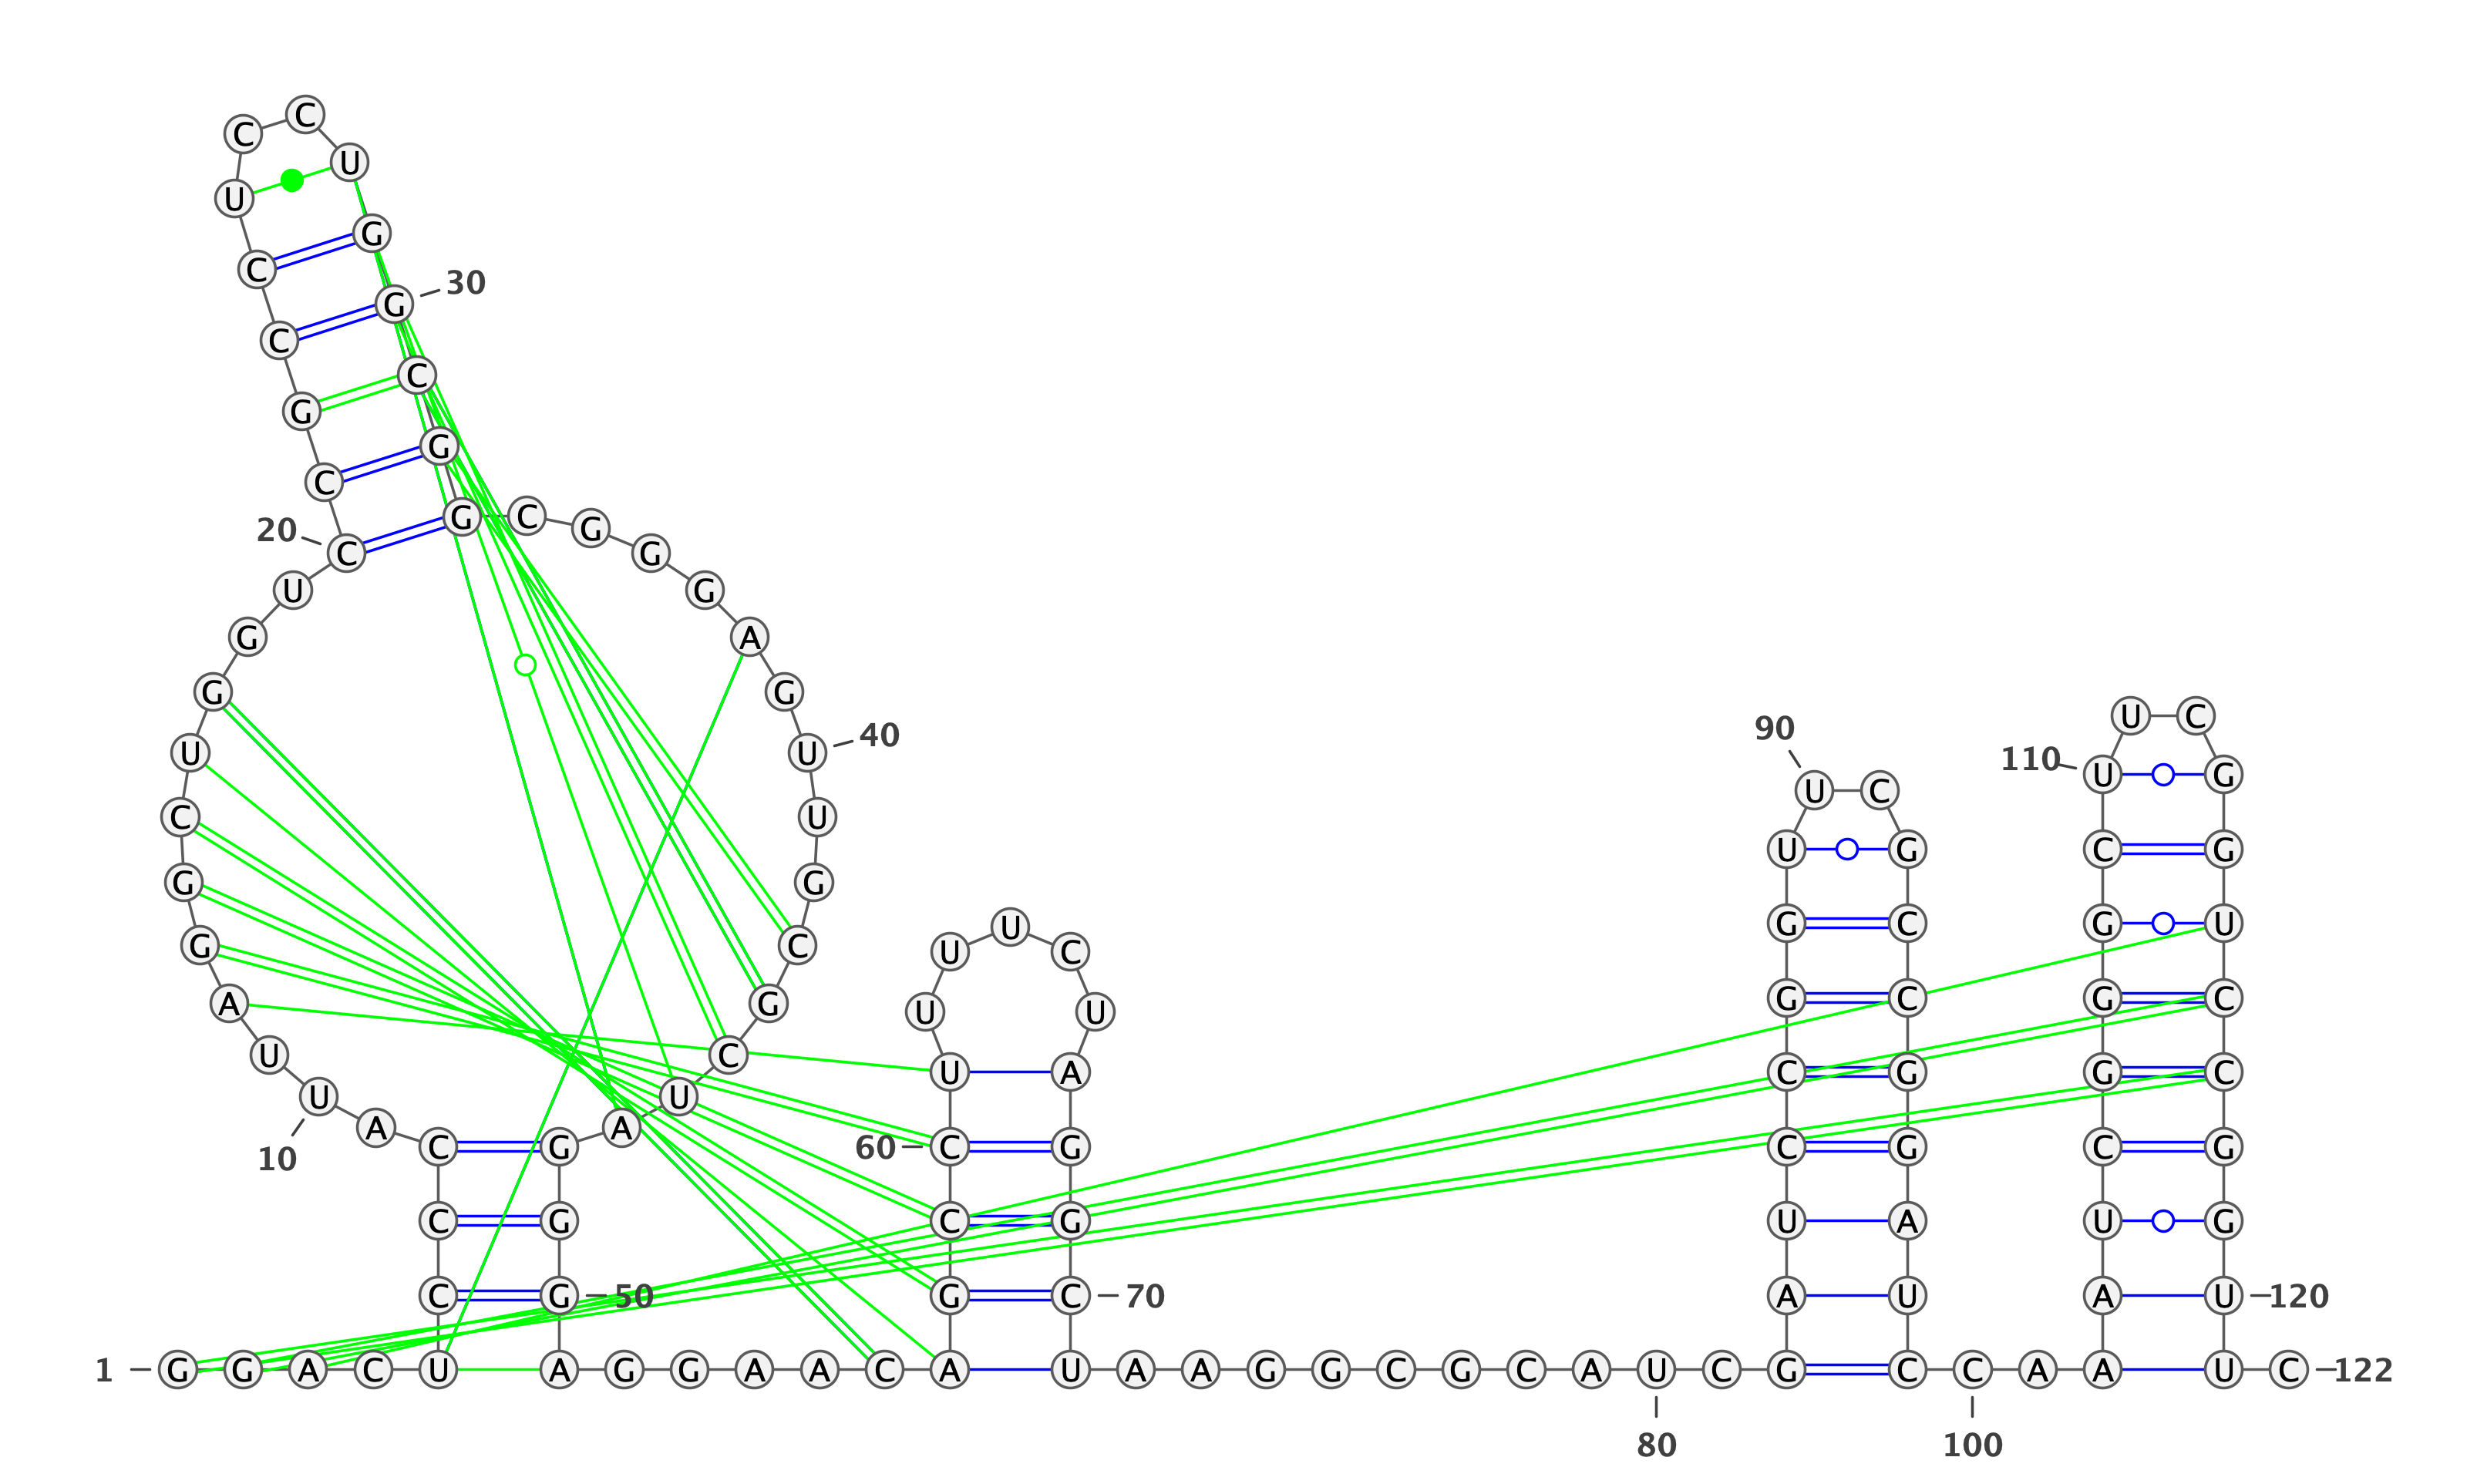 C
C
U
U
G
C
G 30
C
C
G
G
C
G C
G
20 C G
U G
G A
G G
U C
90
U U 40
110 U G
U C
C U
U G C G
G G
U
G C G U
G C
U C
A G U U G C G C
U C
U A C G G C
U U
A A
C G 60 C G C G C G
10
C G C G U A U G
C G 50 G C 70 A U A U 120
1 G G A C U A G G A A C A U A A G G C G C A U C G C C A A U C 122
80 100